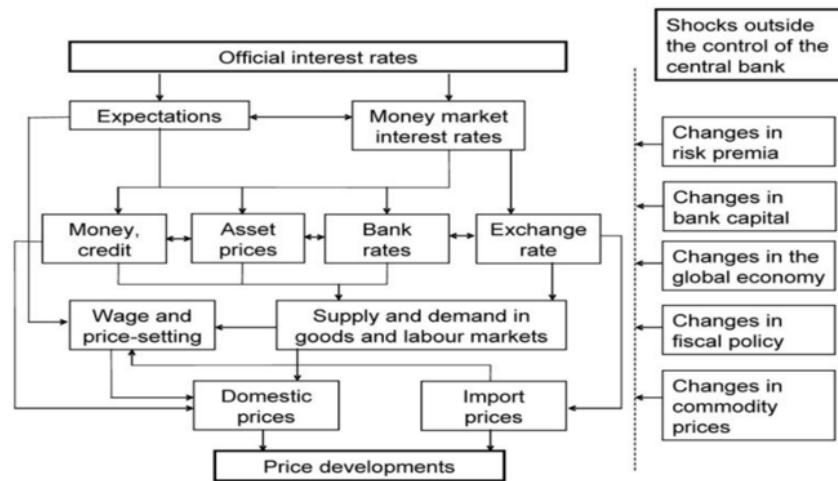 Official interest rates
Shocks outside
the control of the
central bank
Expectations
Money market
interest rates
Changes in
risk premia
Changes in
bank capital
Money,
credit
Asset
prices
Bank
rates
Exchange
rate
Changes in the
global economy
Wage and
price-setting
Supply and demand in
goods and labour markets
Changes in
fiscal policy
Domestic
prices
Import
prices
Changes in
commodity
prices
Price developments